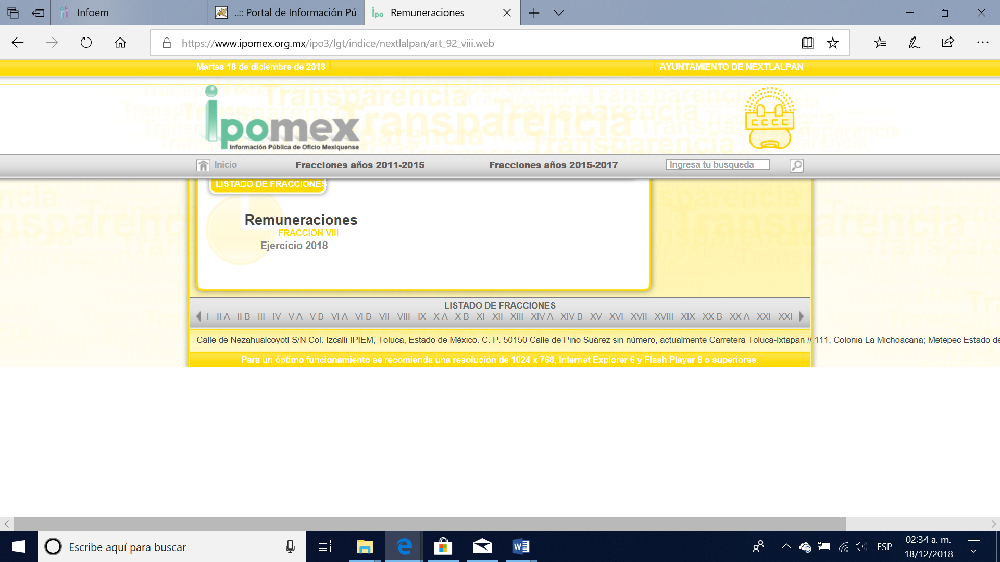 Infoem
..:: Portal de Información Pú
Remuneraciones
https://www.ipomex.org.mx/ipo3/lgt/indice/nextlalpan/art_92_viii.web
Martes 18 de diciembre de 2018
AYUNTAMIENTO DE NEXTLALPAN
ipomex
Información Pública de Oficio Mexiquense
Transparencia
Inicio
Fracciones años 2011-2015
Fracciones años 2015-2017
Ingresa tu busqueda
LISTADO DE FRACCIONES
Remuneraciones
FRACCIÓN VIII
Ejercicio 2018
LISTADO DE FRACCIONES
I - II A - II B - III - IV - V A - V B - VI A - VI B - VII - VIII - IX - X A - X B - XI - XII - XIII - XIV A - XIV B - XV - XVI - XVII - XVIII - XIX - XX B - XX A - XXI - XXI
Calle de Nezahualcoyotl S/N Col. Izcalli IPIEM, Toluca, Estado de México. C. P. 50150 Calle de Pino Suárez sin número, actualmente Carretera Toluca-Ixtapan # 111, Colonia La Michoacana; Metepec Estado de
Para un óptimo funcionamiento se recomienda una resolución de 1024 x 768, Internet Explorer 6 y Flash Player 8 o superiores.
Escribe aquí para buscar
ESP
02:34 a. m.
18/12/2018